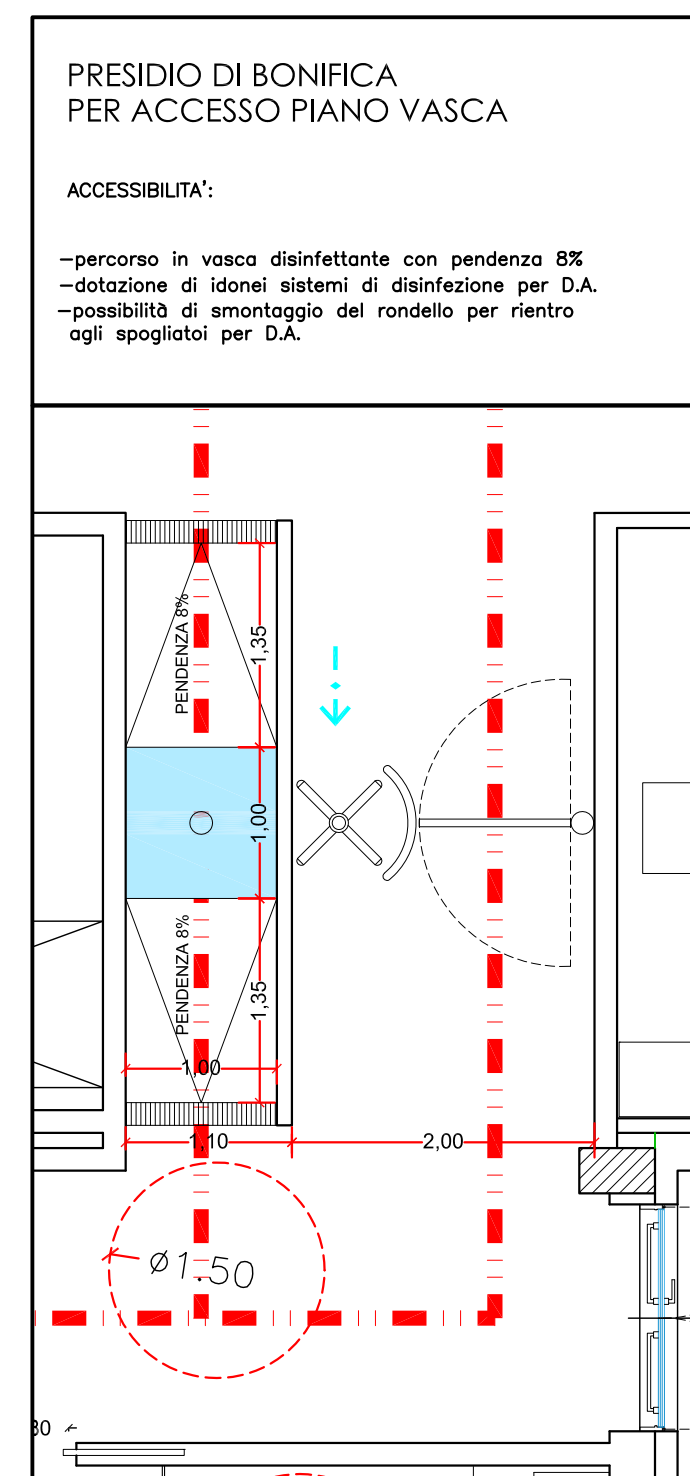 PRESIDIO DI BONIFICA
PER ACCESSO PIANO VASCA
ACCESSIBILITA':
-percorso in vasca disinfettante con pendenza 8%
-dotazione di idonei sistemi di disinfezione per D.A.
-possibilità di smontaggio del rondello per rientro
agli spogliatoi per D.A.
PENDENZA 8%
1,35
1,00
PENDENZA 8%
1,35
1,00
1,10
2,00
ø1.50
80